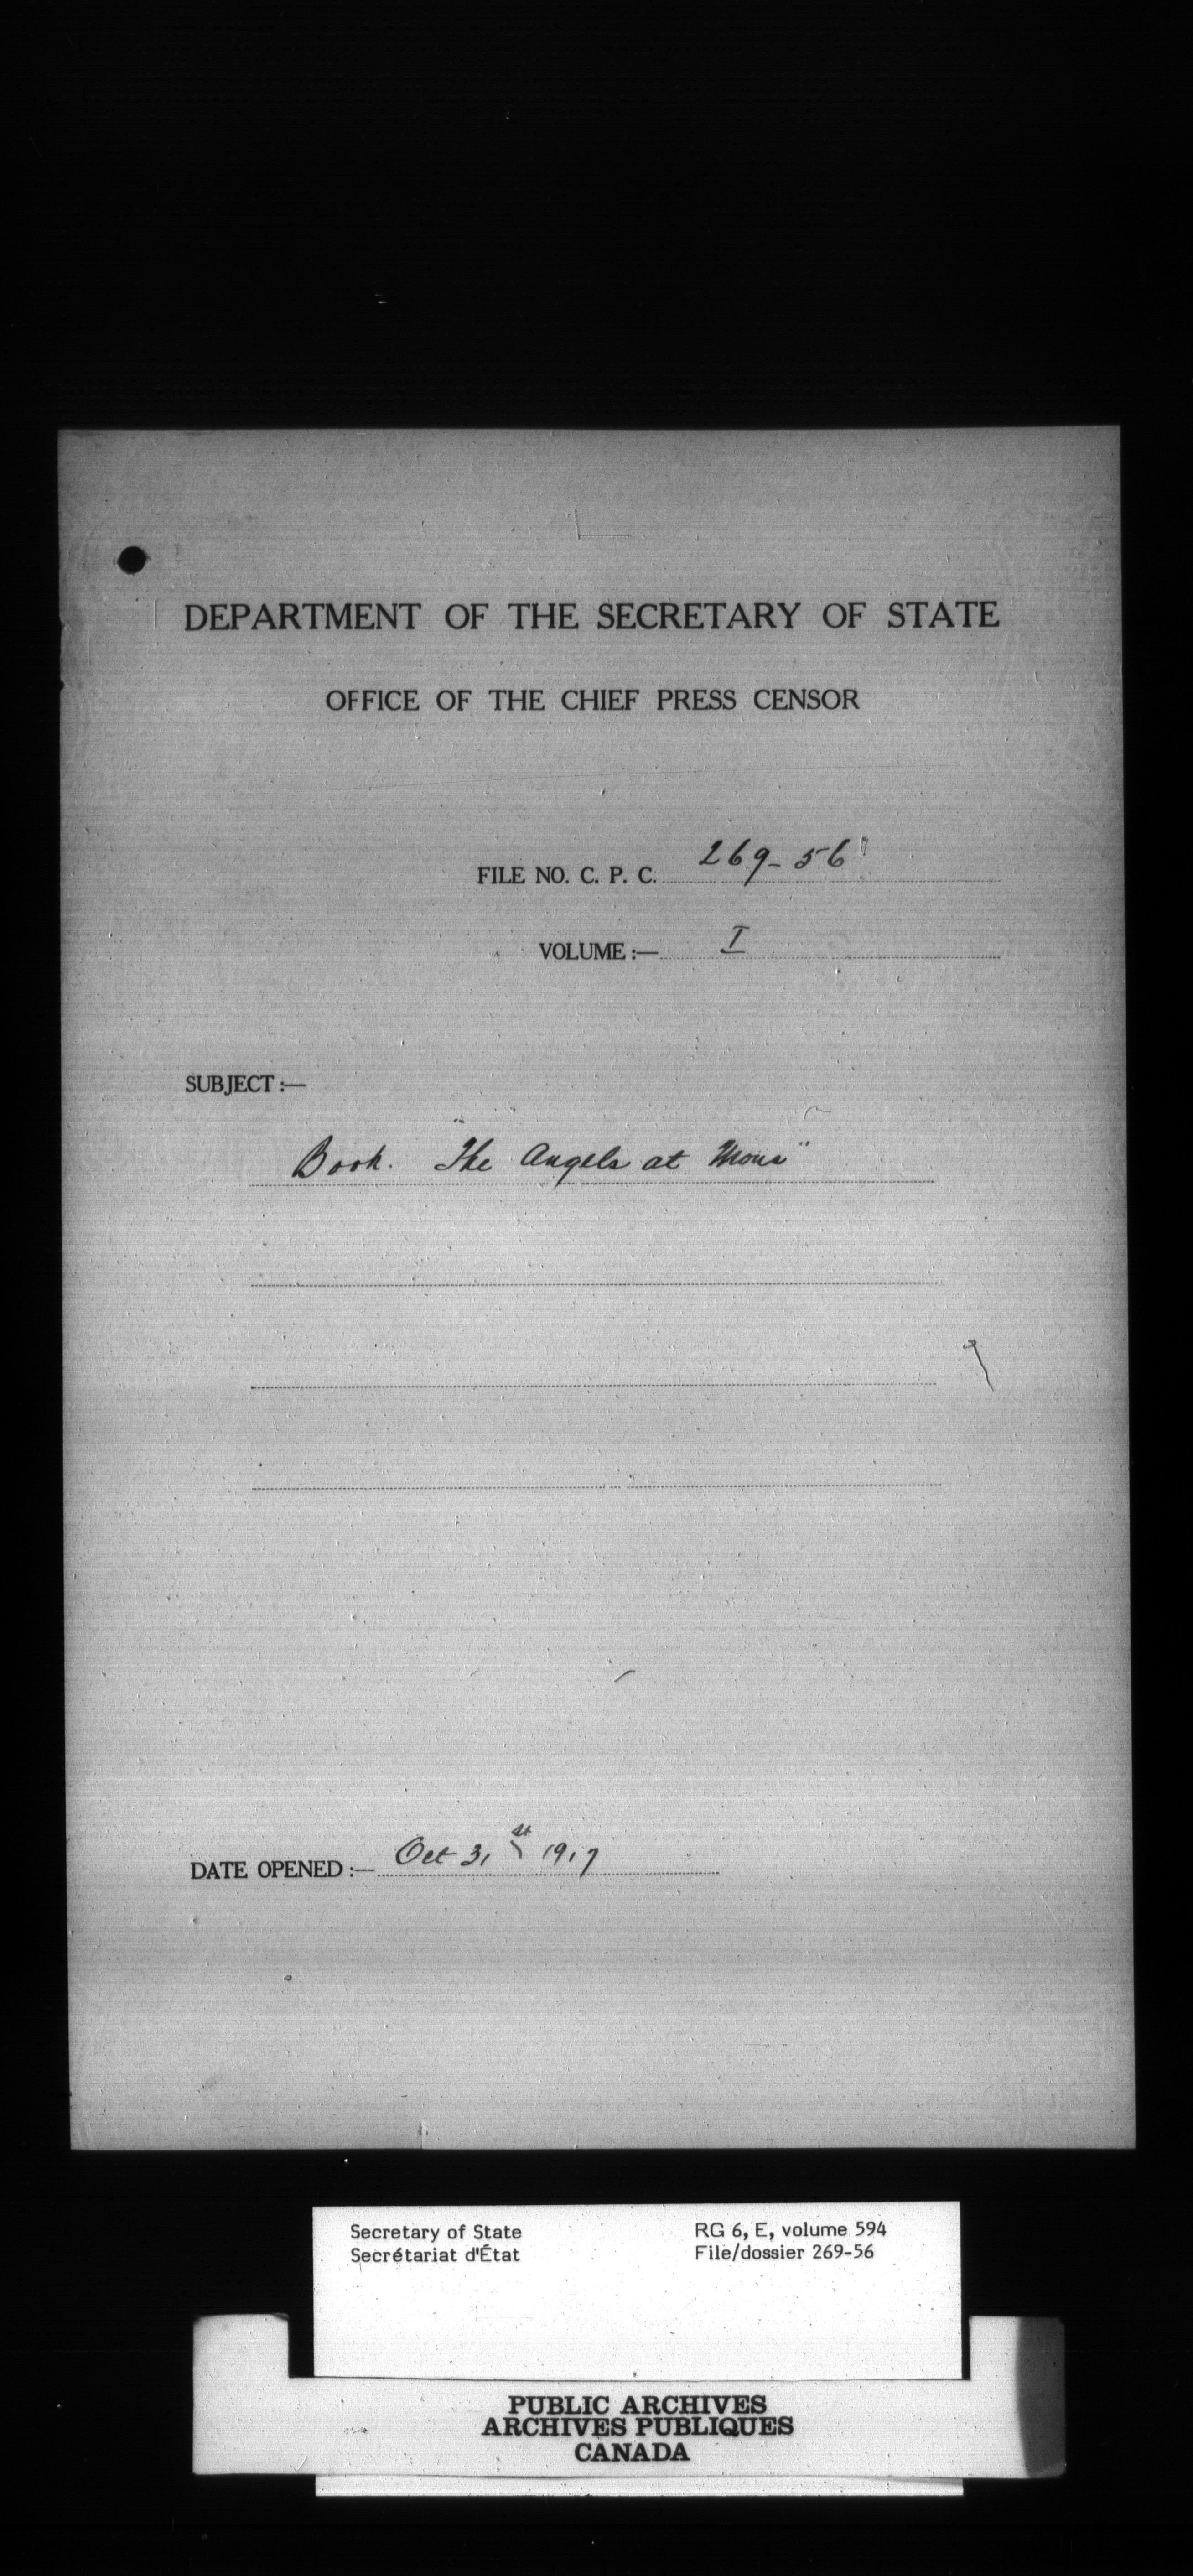 DEPARTMENT OF THE SECRETARY OF STATE
OFFICE OF THE CHIEF PRESS CENSOR
FILE NO. C. P. C. 269-56
VOLUME :— I
SUBJECT :—
Book. "The Angels at Mons"
DATE OPENED :— Oct 31st 1917
Secretary of State
Secrétariat d'État
RG 6, E, volume 594
File/dossier 269-56
PUBLIC ARCHIVES
ARCHIVES PUBLIQUES
CANADA